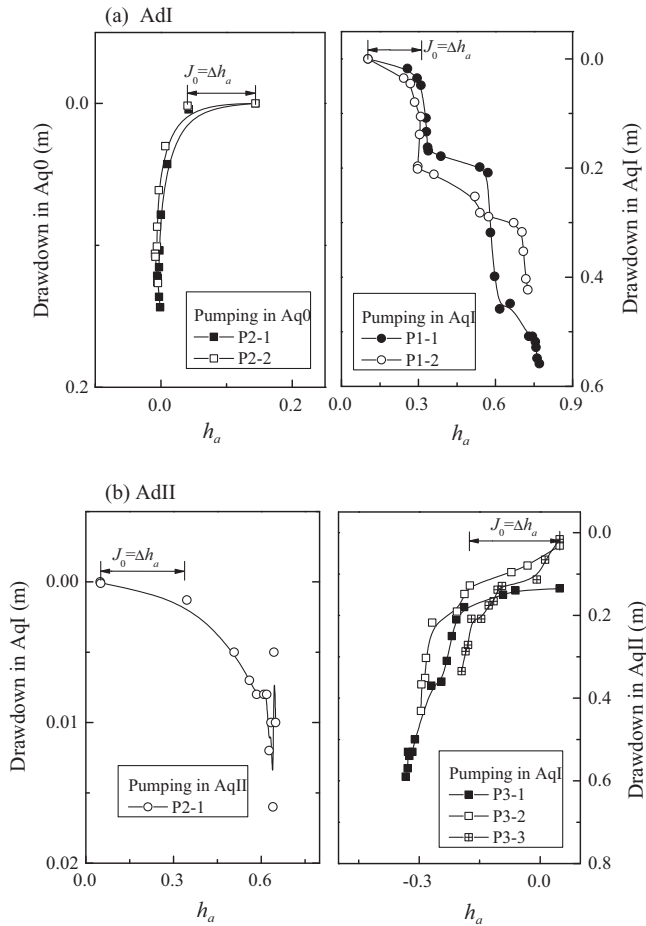 (a) AdI
J₀=Δhₐ
0.0
0.2
Drawdown in Aq0 (m)
Pumping in Aq0
P2-1
P2-2
0.0 0.2
hₐ
J₀=Δhₐ
0.0
0.2
0.4
0.6
Drawdown in AqI (m)
Pumping in AqI
P1-1
P1-2
0.0 0.3 0.6 0.9
hₐ
(b) AdII
J₀=Δhₐ
0.00
0.01
0.02
Drawdown in AqI (m)
Pumping in AqII
P2-1
0.0 0.3 0.6
hₐ
J₀=Δhₐ
0.0
0.2
0.4
0.6
0.8
Drawdown in AqII (m)
Pumping in AqI
P3-1
P3-2
P3-3
-0.3 0.0
hₐ